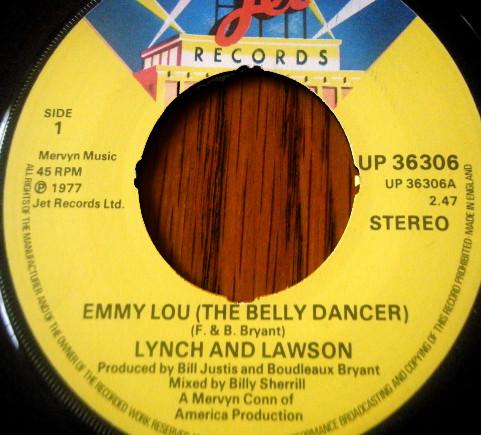 Jet
RECORDS
SIDE
1
Mervyn Music
45 RPM
℗ 1977
Jet Records Ltd.
UP 36306
UP 36306A
2.47
STEREO
EMMY LOU (THE BELLY DANCER)
(F. & B. Bryant)
LYNCH AND LAWSON
Produced by Bill Justis and Boudleaux Bryant
Mixed by Billy Sherrill
A Mervyn Conn of
America Production
ALL RIGHTS OF THE MANUFACTURER AND OF THE OWNER OF THE RECORDED WORK RESERVED PERFORMANCE BROADCASTING AND COPYING OF THIS RECORD PROHIBITED MADE IN ENGLAND